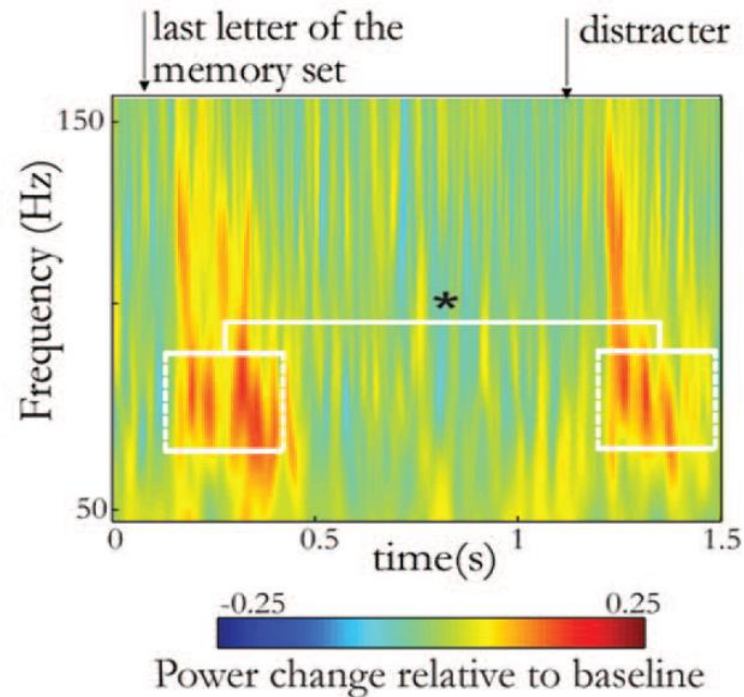 last letter of the
memory set
distracter
150
Frequency (Hz)
*
50
0
0.5
1
1.5
time(s)
-0.25
0.25
Power change relative to baseline